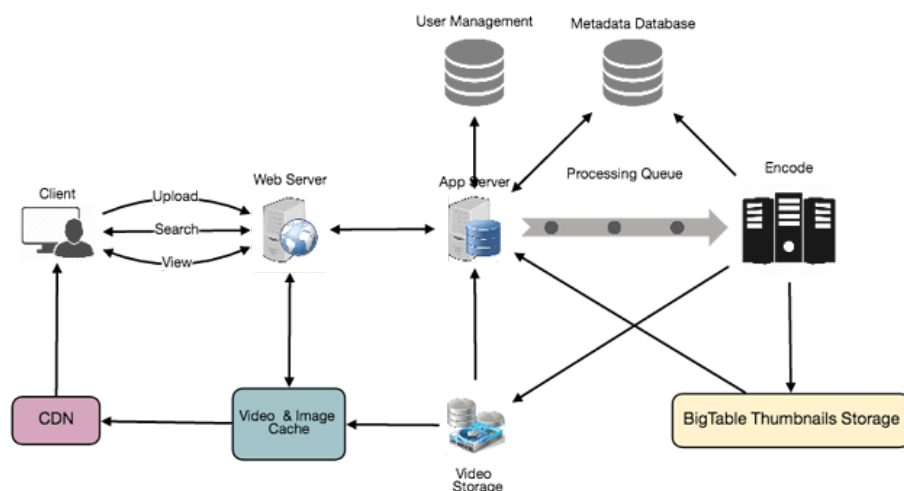 User Management
Metadata Database
Client
Upload
Web Server
App Server
Processing Queue
Encode
Search
View
CDN
Video & Image
Cache
BigTable Thumbnails Storage
Video
Storage